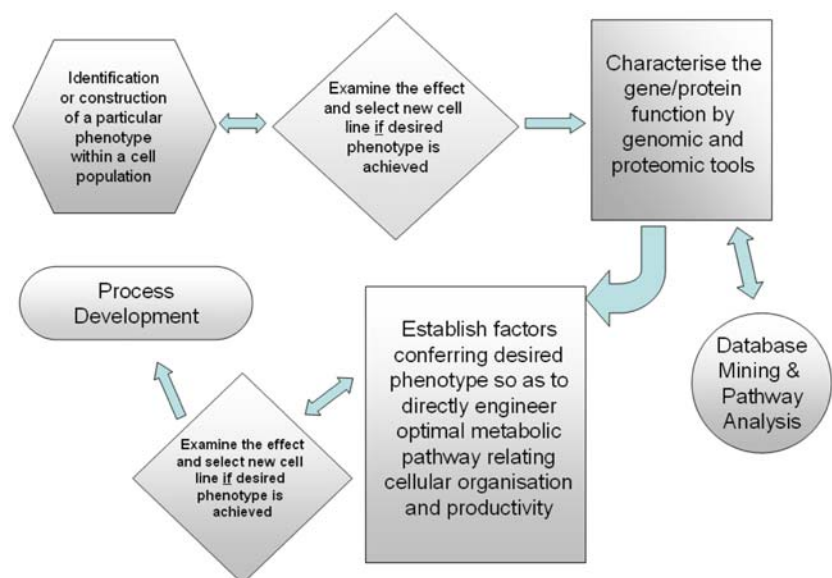 Identification
or construction
of a particular
phenotype
within a cell
population
Examine the effect
and select new cell
line if desired
phenotype is
achieved
Characterise the
gene/protein
function by
genomic and
proteomic tools
Process
Development
Establish factors
conferring desired
phenotype so as to
directly engineer
optimal metabolic
pathway relating
cellular organisation
and productivity
Database
Mining &
Pathway
Analysis
Examine the effect
and select new cell
line if desired
phenotype is
achieved